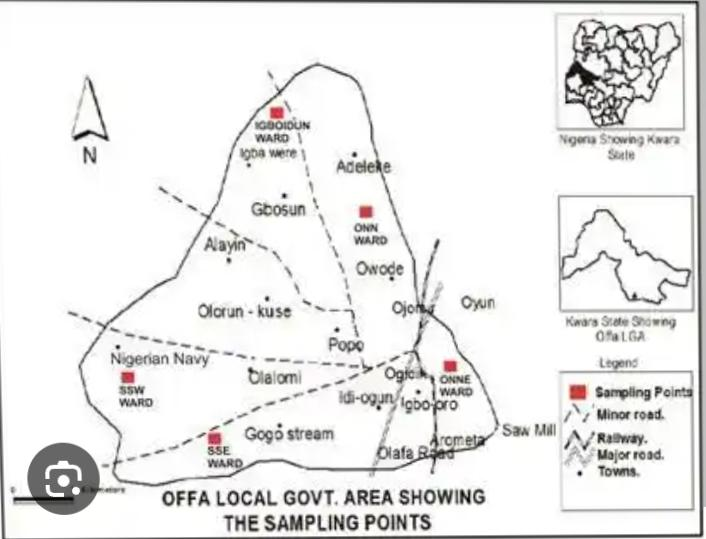 IGBOIDUN
WARD
Igba were
Adeleke
Gbosun
ONN
WARD
Alayin
Owode
Olorun - kuse
Oyun
Popo
Nigerian Navy
SSW
WARD
Olalomi
ONNE
WARD
Idi-ogun
Igbo-oro
Gogo stream
SSE
WARD
Arometa
Saw Mill
Olafa Road
N
0
OFFA LOCAL GOVT. AREA SHOWING
THE SAMPLING POINTS
Nigeria Showing Kwara
State
Kwara State Showing
Offa LGA
Legend
Sampling Points
Minor road.
Railway.
Major road.
Towns.